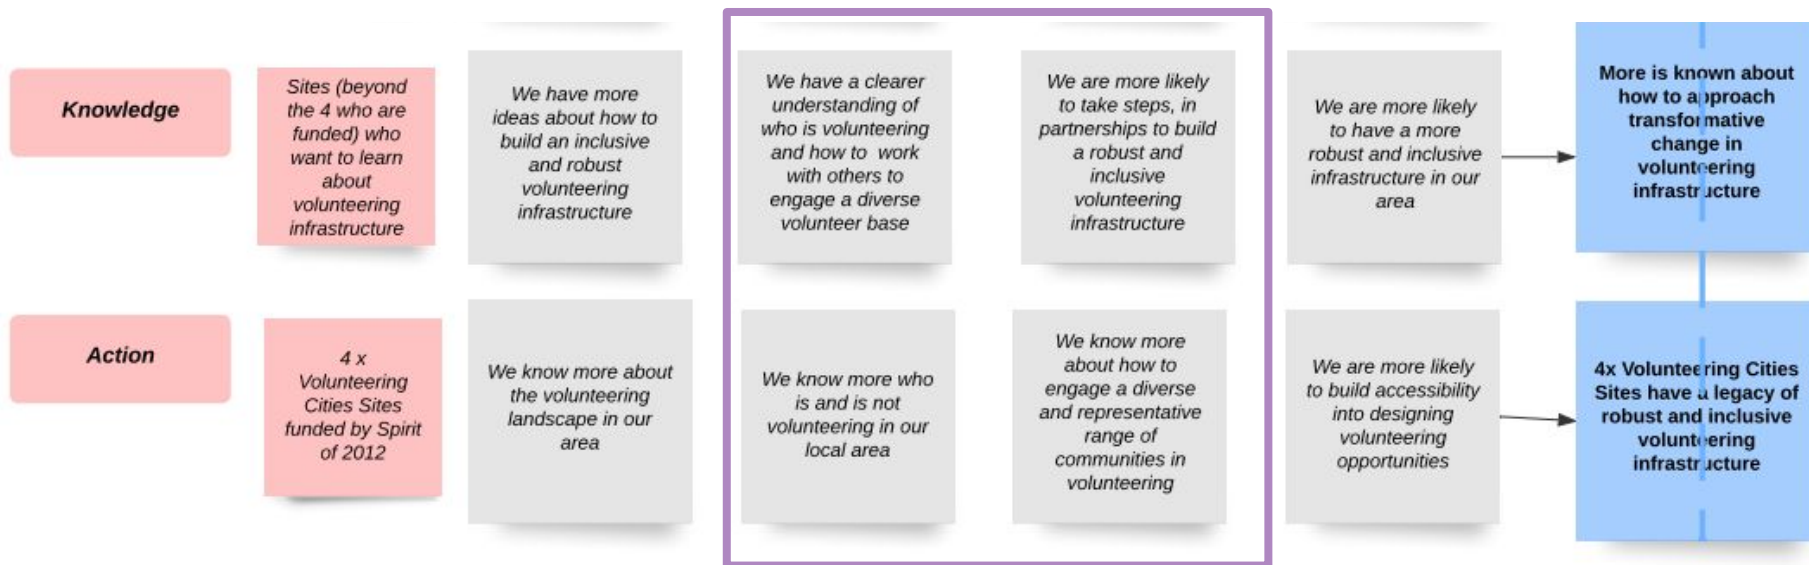 Knowledge
Sites (beyond
the 4 who are
funded) who
want to learn
about
volunteering
infrastructure
We have more
ideas about how to
build an inclusive
and robust
volunteering
infrastructure
We have a clearer
understanding of
who is volunteering
and how to work
with others to
engage a diverse
volunteer base
We are more likely
to take steps, in
partnerships to build
a robust and
inclusive
volunteering
infrastructure
We are more likely
to have a more
robust and inclusive
infrastructure in our
area
More is known about
how to approach
transformative
change in
volunteering
infrastructure
Action
4 x
Volunteering
Cities Sites
funded by Spirit
of 2012
We know more about
the volunteering
landscape in our
area
We know more who
is and is not
volunteering in our
local area
We know more
about how to
engage a diverse
and representative
range of
communities in
volunteering
We are more likely
to build accessibility
into designing
volunteering
opportunities
4x Volunteering Cities
Sites have a legacy of
robust and inclusive
volunteering
infrastructure